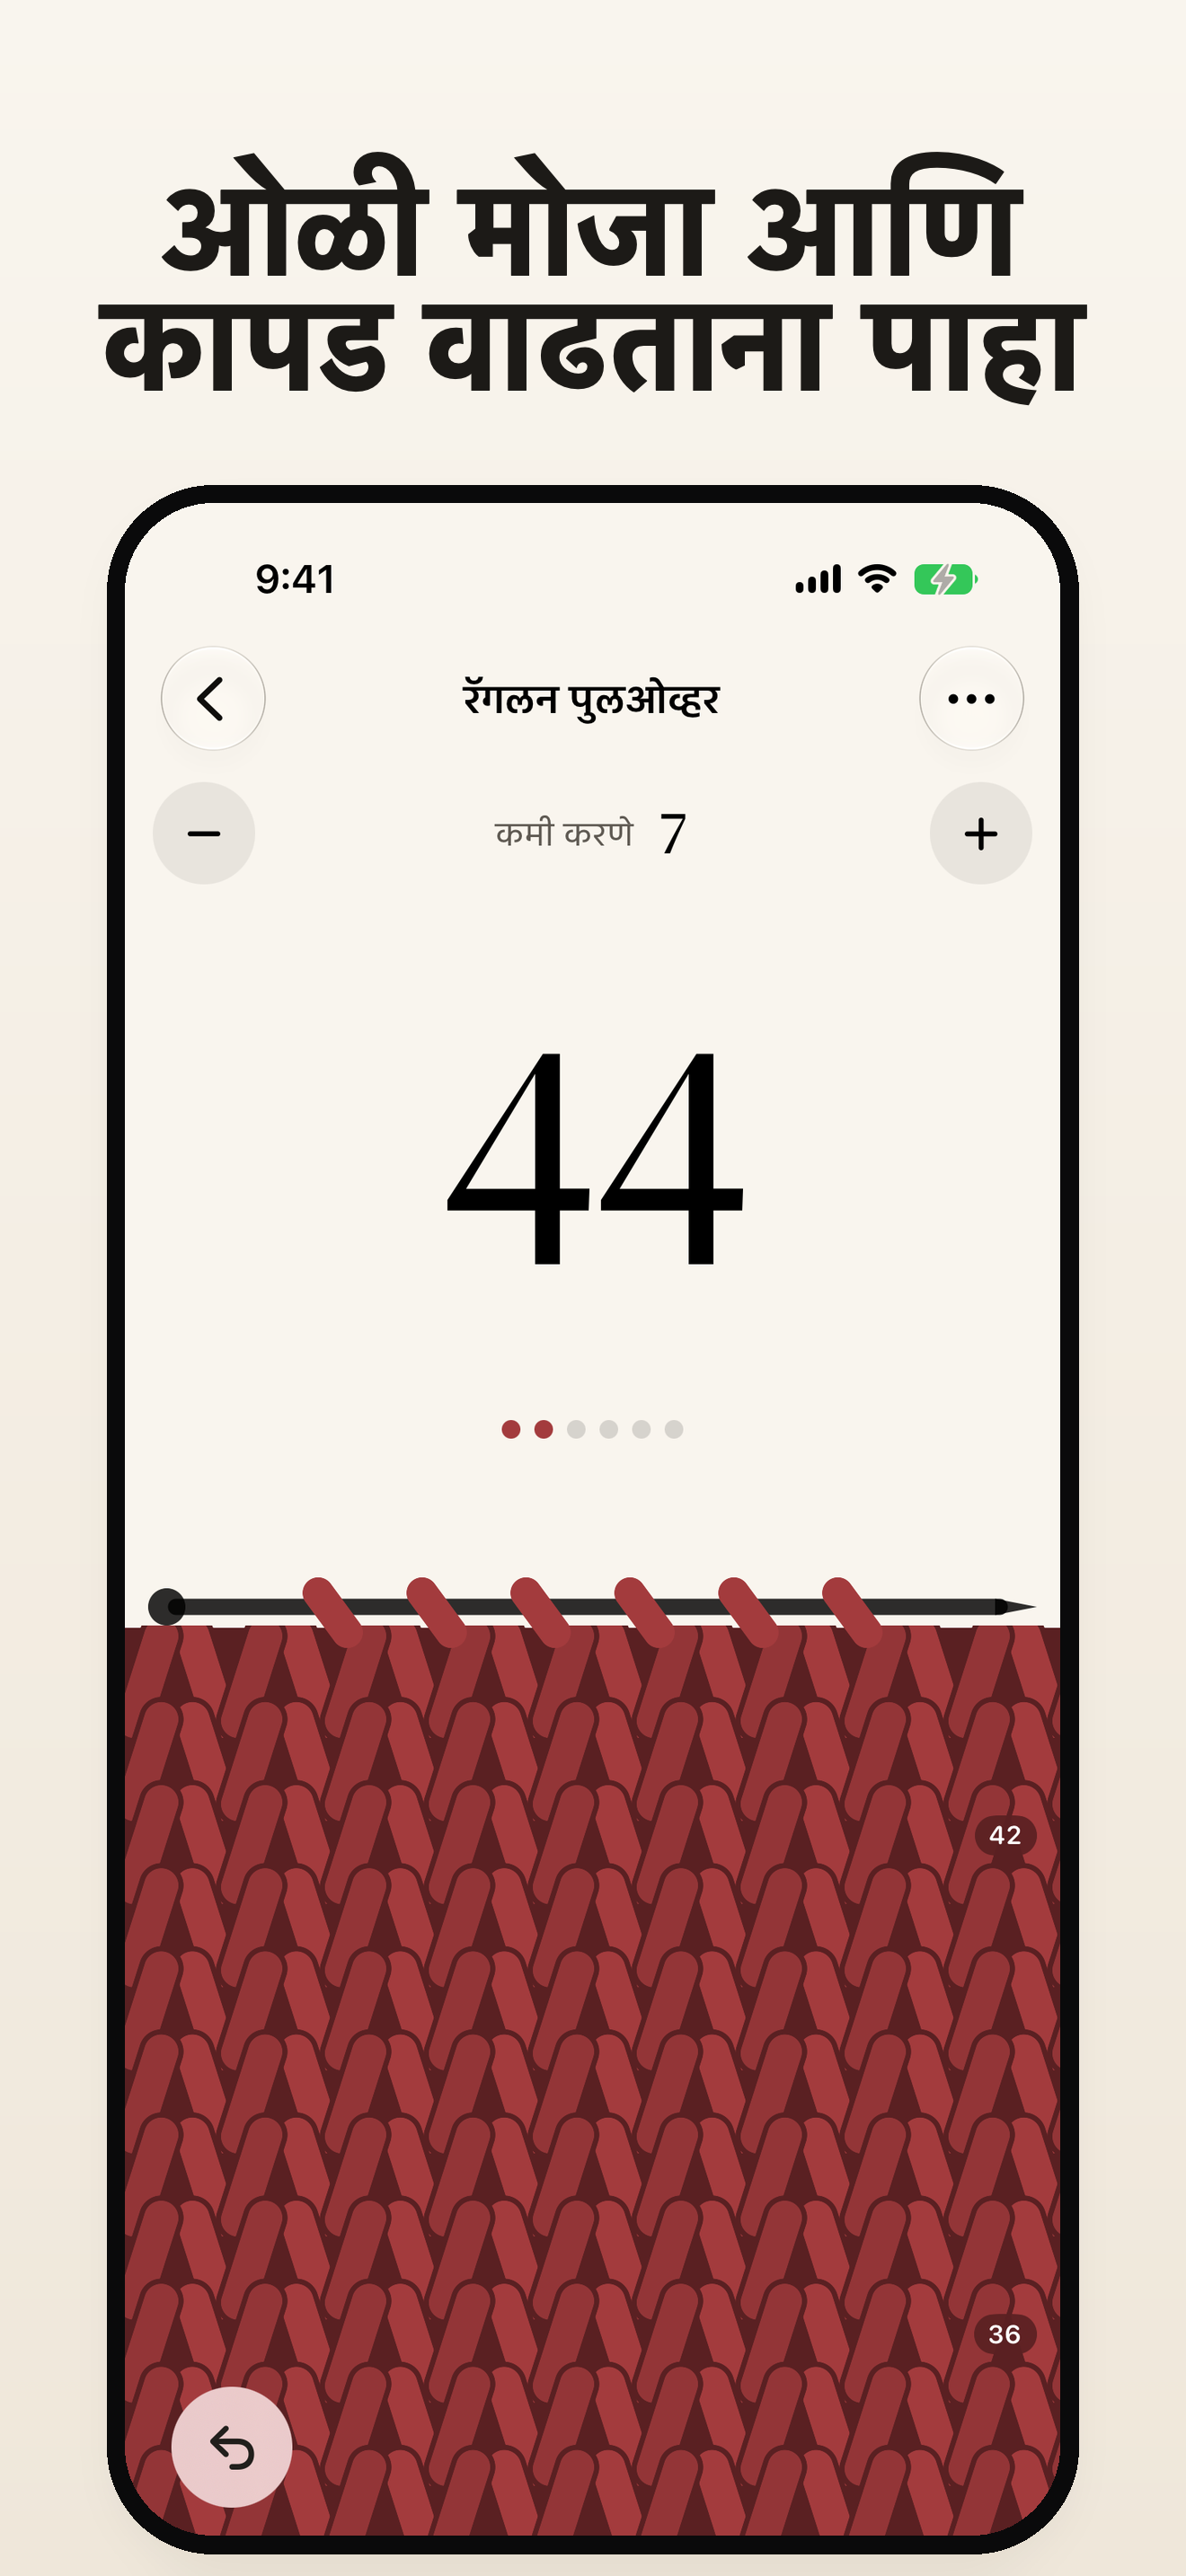 ओळी मोजा आणि
कापड वाढताना पाहा
9:41
रॅगलन पुलओव्हर
कमी करणे 7
44
42
36